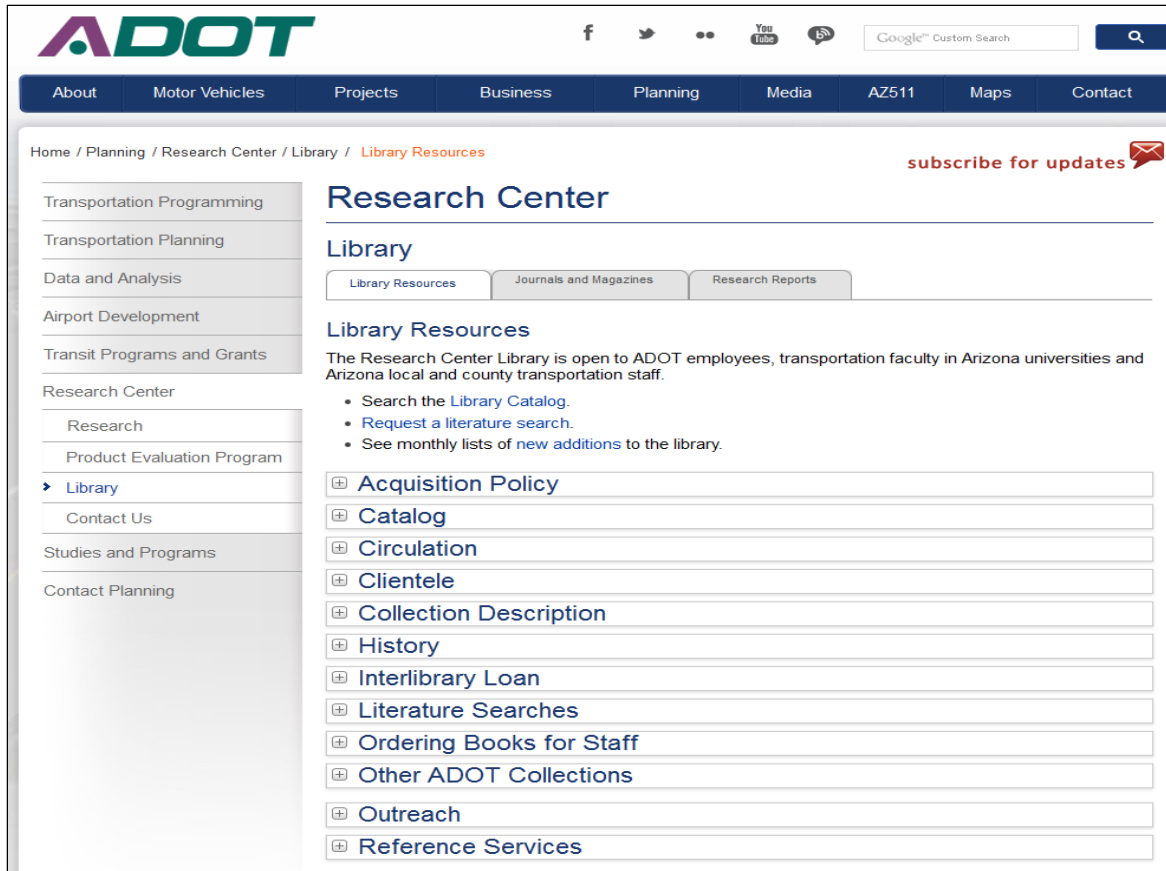 ADOT
f
You
Tube
Google™ Custom Search
About Motor Vehicles Projects Business Planning Media AZ511 Maps Contact
Home / Planning / Research Center / Library / Library Resources
subscribe for updates
Transportation Programming
Transportation Planning
Data and Analysis
Airport Development
Transit Programs and Grants
Research Center
Research
Product Evaluation Program
Library
Contact Us
Studies and Programs
Contact Planning
Research Center
Library
Library Resources Journals and Magazines Research Reports
Library Resources
The Research Center Library is open to ADOT employees, transportation faculty in Arizona universities and
Arizona local and county transportation staff.
• Search the Library Catalog.
• Request a literature search.
• See monthly lists of new additions to the library.
Acquisition Policy
Catalog
Circulation
Clientele
Collection Description
History
Interlibrary Loan
Literature Searches
Ordering Books for Staff
Other ADOT Collections
Outreach
Reference Services